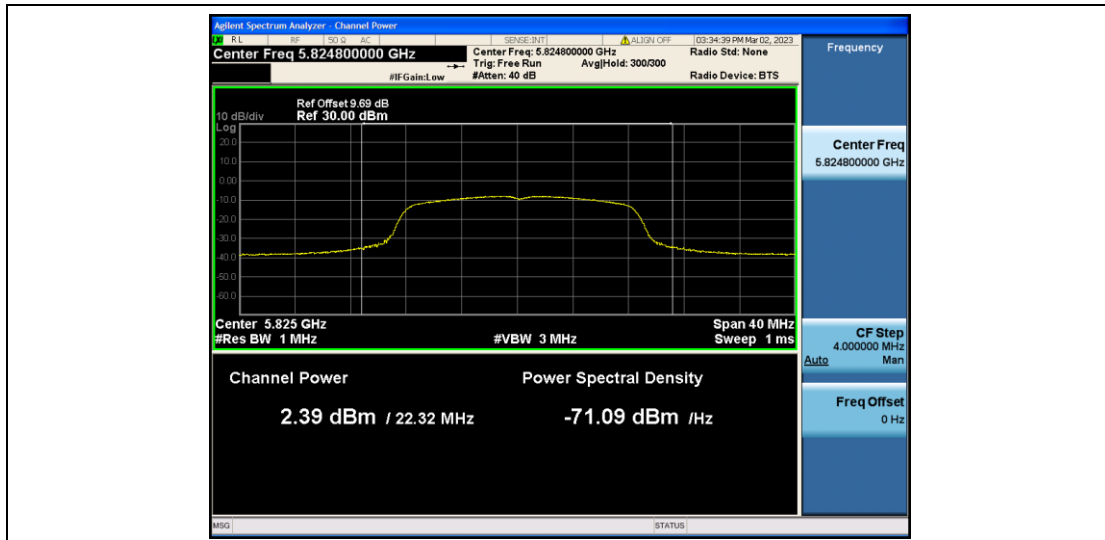 Agilent Spectrum Analyzer - Channel Power
RL RF 50 Ω AC SENSE:INT ALIGN OFF 03:34:39 PM Mar 02, 2023
Center Freq 5.824800000 GHz
Center Freq: 5.824800000 GHz Radio Std: None
Trig: Free Run Avg|Hold: 300/300
#IFGain:Low #Atten: 40 dB Radio Device: BTS
Ref Offset 9.69 dB
10 dB/div Ref 30.00 dBm
Log
20.0
10.0
0.00
-10.0
-20.0
-30.0
-40.0
-50.0
-60.0
Center 5.825 GHz Span 40 MHz
#Res BW 1 MHz #VBW 3 MHz Sweep 1 ms
Channel Power Power Spectral Density
2.39 dBm / 22.32 MHz -71.09 dBm /Hz
MSG STATUS
Frequency
Center Freq
5.824800000 GHz
CF Step
4.000000 MHz
Auto Man
Freq Offset
0 Hz